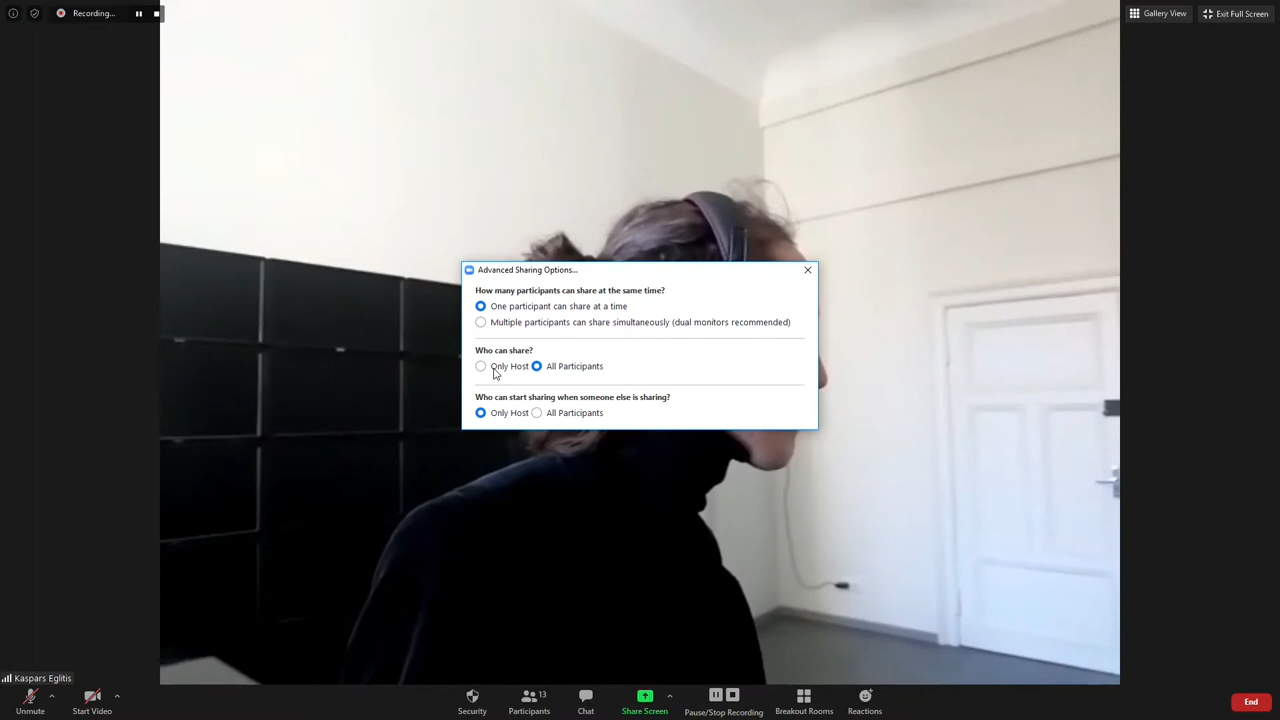 Recording...
Gallery View
Exit Full Screen
Advanced Sharing Options...
How many participants can share at the same time?
One participant can share at a time
Multiple participants can share simultaneously (dual monitors recommended)
Who can share?
Only Host All Participants
Who can start sharing when someone else is sharing?
Only Host All Participants
Kaspars Eglitis
Unmute
Start Video
Security
Participants 13
Chat
Share Screen
Pause/Stop Recording
Breakout Rooms
Reactions
End